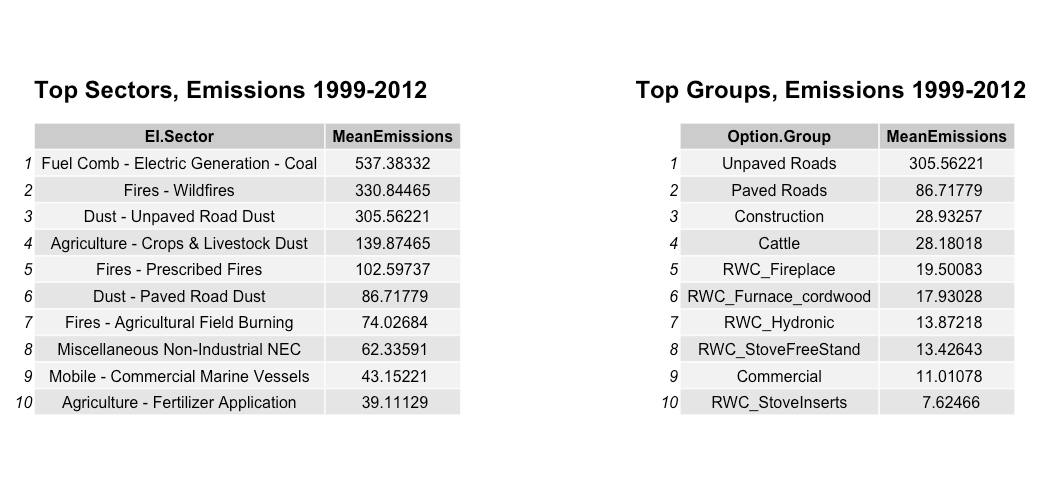 Top Sectors, Emissions 1999-2012
EI.Sector MeanEmissions
1 Fuel Comb - Electric Generation - Coal 537.38332
2 Fires - Wildfires 330.84465
3 Dust - Unpaved Road Dust 305.56221
4 Agriculture - Crops & Livestock Dust 139.87465
5 Fires - Prescribed Fires 102.59737
6 Dust - Paved Road Dust 86.71779
7 Fires - Agricultural Field Burning 74.02684
8 Miscellaneous Non-Industrial NEC 62.33591
9 Mobile - Commercial Marine Vessels 43.15221
10 Agriculture - Fertilizer Application 39.11129
Top Groups, Emissions 1999-2012
Option.Group MeanEmissions
1 Unpaved Roads 305.56221
2 Paved Roads 86.71779
3 Construction 28.93257
4 Cattle 28.18018
5 RWC_Fireplace 19.50083
6 RWC_Furnace_cordwood 17.93028
7 RWC_Hydronic 13.87218
8 RWC_StoveFreeStand 13.42643
9 Commercial 11.01078
10 RWC_StoveInserts 7.62466